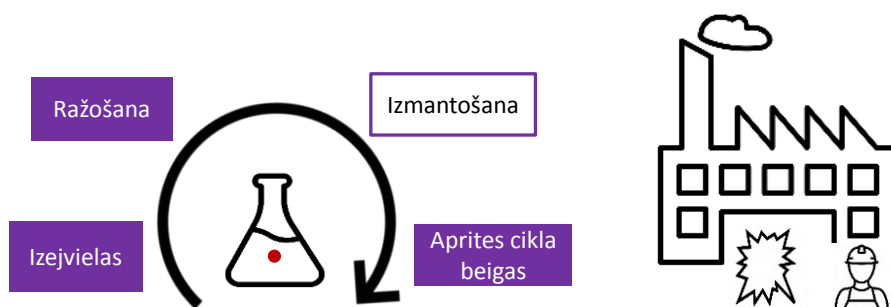 Ražošana
Izmantošana
Izejvielas
Aprites cikla
beigas